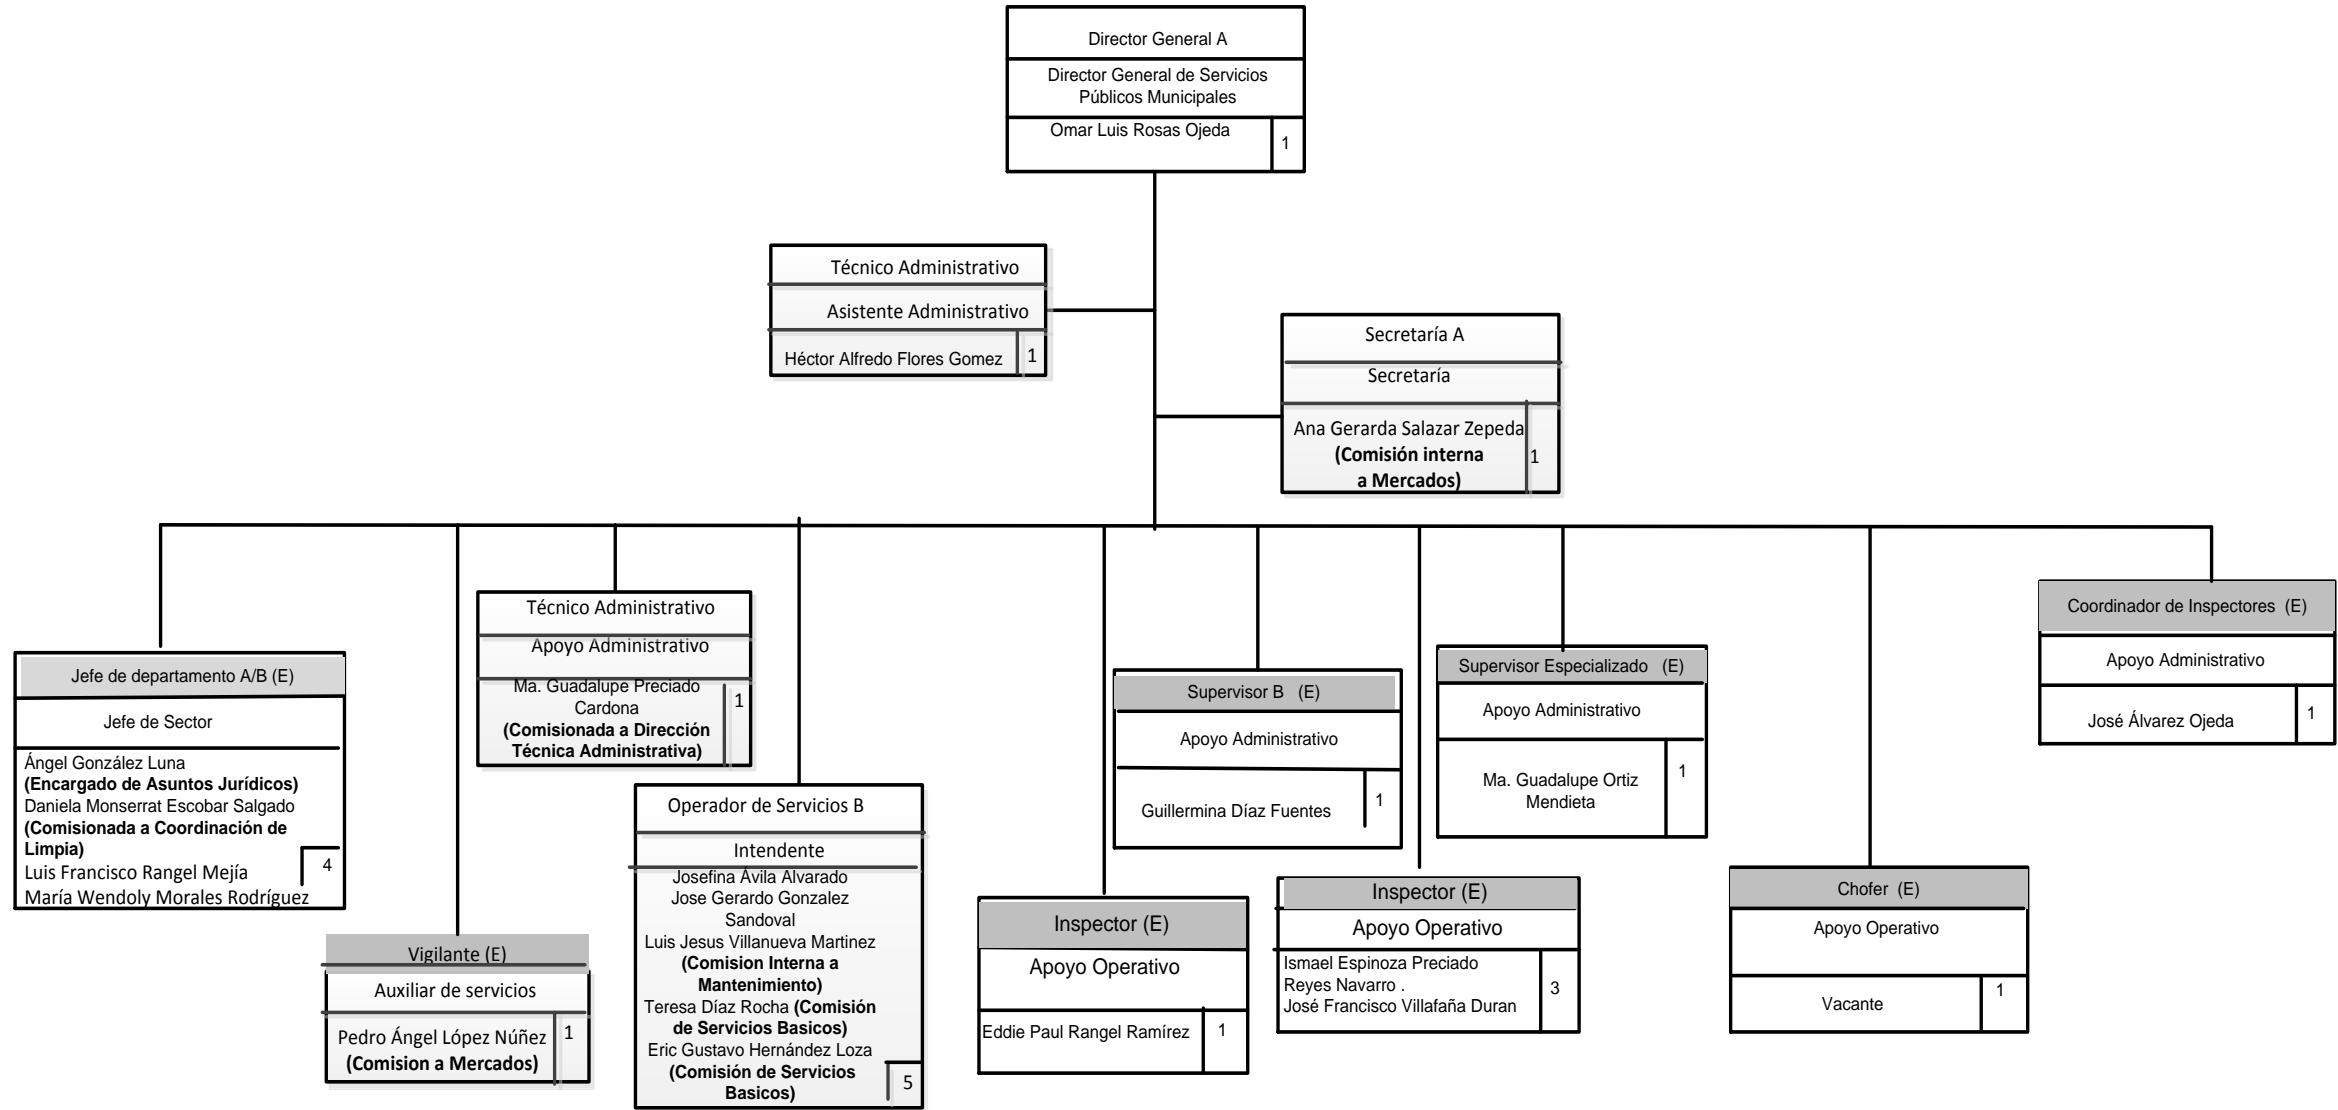 Director General A
Director General de Servicios
Públicos Municipales
Omar Luis Rosas Ojeda
1
Técnico Administrativo
Asistente Administrativo
Héctor Alfredo Flores Gomez
1
Secretaría A
Secretaría
Ana Gerarda Salazar Zepeda
(Comisión interna
a Mercados)
1
Jefe de departamento A/B (E)
Jefe de Sector
Ángel González Luna
(Encargado de Asuntos Jurídicos)
Daniela Monserrat Escobar Salgado
(Comisionada a Coordinación de
Limpia)
Luis Francisco Rangel Mejía
María Wendoly Morales Rodríguez
4
Vigilante (E)
Auxiliar de servicios
Pedro Ángel López Núñez
(Comision a Mercados)
1
Técnico Administrativo
Apoyo Administrativo
Ma. Guadalupe Preciado
Cardona
(Comisionada a Dirección
Técnica Administrativa)
1
Operador de Servicios B
Intendente
Josefina Ávila Alvarado
Jose Gerardo Gonzalez
Sandoval
Luis Jesus Villanueva Martinez
(Comision Interna a
Mantenimiento)
Teresa Díaz Rocha (Comisión
de Servicios Basicos)
Eric Gustavo Hernández Loza
(Comisión de Servicios
Basicos)
5
Inspector (E)
Apoyo Operativo
Eddie Paul Rangel Ramírez
1
Supervisor B (E)
Apoyo Administrativo
Guillermina Díaz Fuentes
1
Inspector (E)
Apoyo Operativo
Ismael Espinoza Preciado
Reyes Navarro .
José Francisco Villafaña Duran
3
Supervisor Especializado (E)
Apoyo Administrativo
Ma. Guadalupe Ortiz
Mendieta
1
Chofer (E)
Apoyo Operativo
Vacante
1
Coordinador de Inspectores (E)
Apoyo Administrativo
José Álvarez Ojeda
1